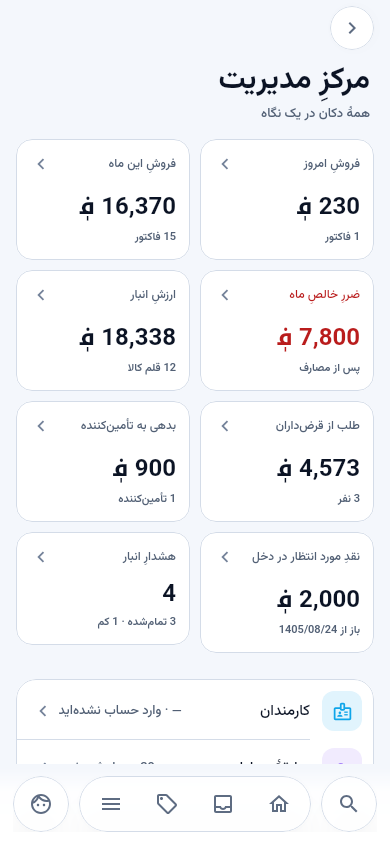 مرکزِ مدیریت
همهٔ دکان در یک نگاه
فروشِ امروز
230 ؋
1 فاکتور
فروشِ این ماه
16,370 ؋
15 فاکتور
ضررِ خالصِ ماه
7,800 ؋
پس از مصارف
ارزشِ انبار
18,338 ؋
12 قلم کالا
طلب از قرض‌داران
4,573 ؋
3 نفر
بدهی به تأمین‌کننده
900 ؋
1 تأمین‌کننده
نقدِ مورد انتظار در دخل
2,000 ؋
باز از 1405/08/24
هشدارِ انبار
4
3 تمام‌شده · 1 کم
کارمندان
— · وارد حساب نشده‌اید